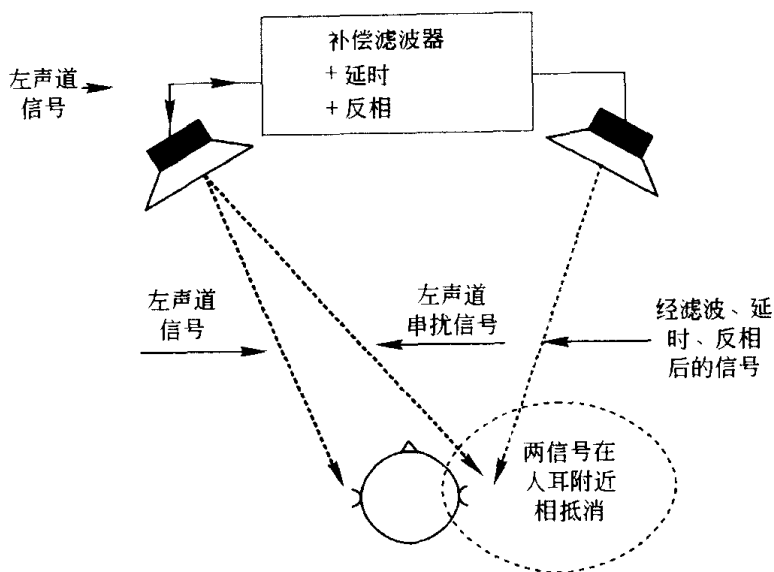 补偿滤波器
+ 延时
+ 反相
左声道
信号
左声道
信号
左声道
串扰信号
经滤波、延
时、反相
后的信号
两信号在
人耳附近
相抵消